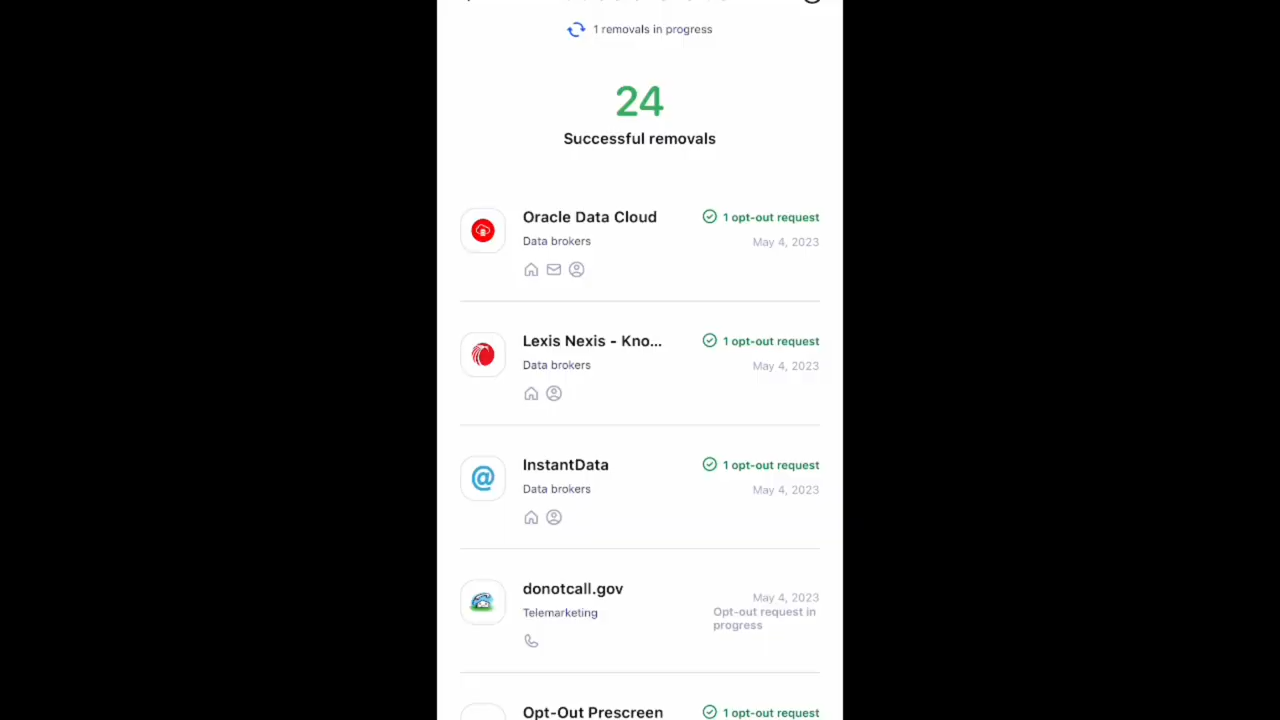 1 removals in progress
24
Successful removals
Oracle Data Cloud
1 opt-out request
Data brokers
May 4, 2023
Lexis Nexis - Kno...
1 opt-out request
Data brokers
May 4, 2023
InstantData
1 opt-out request
Data brokers
May 4, 2023
donotcall.gov
May 4, 2023
Telemarketing
Opt-out request in
progress
Opt-Out Prescreen
1 opt-out request